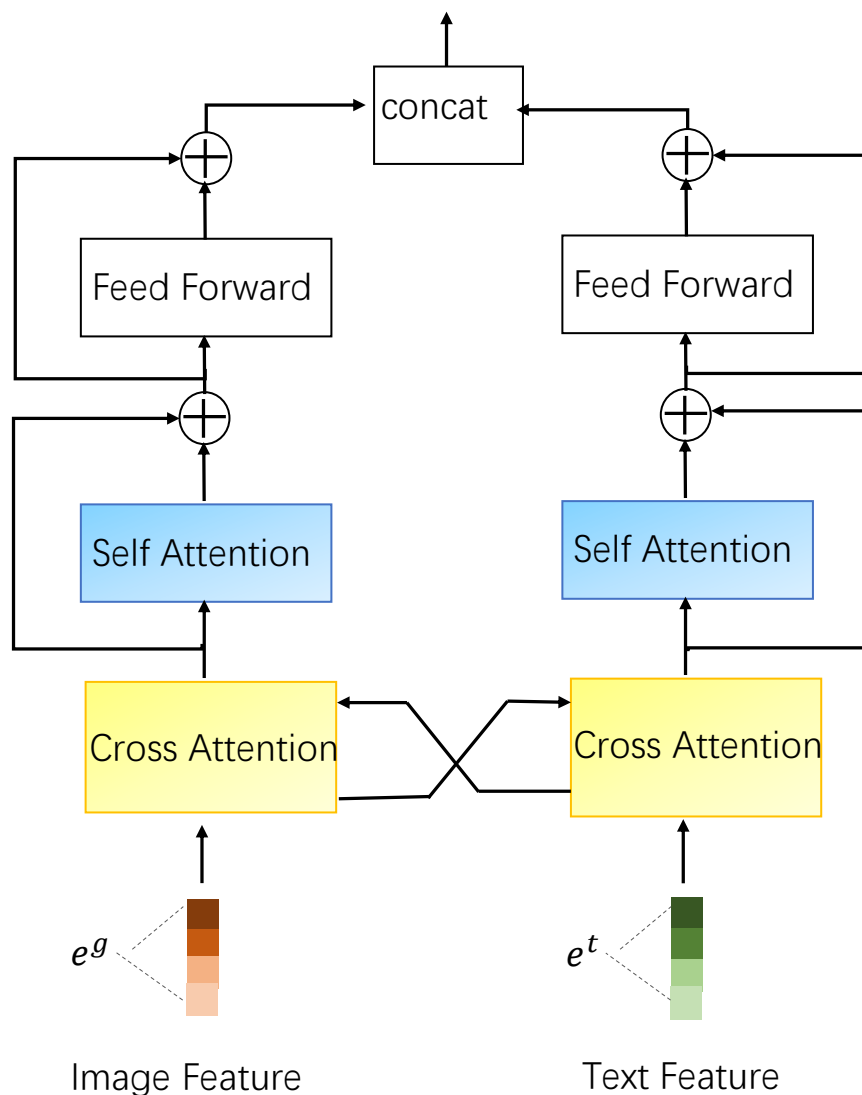 concat
Feed Forward
Feed Forward
Self Attention
Self Attention
Cross Attention
Cross Attention
e^g
e^t
Image Feature
Text Feature